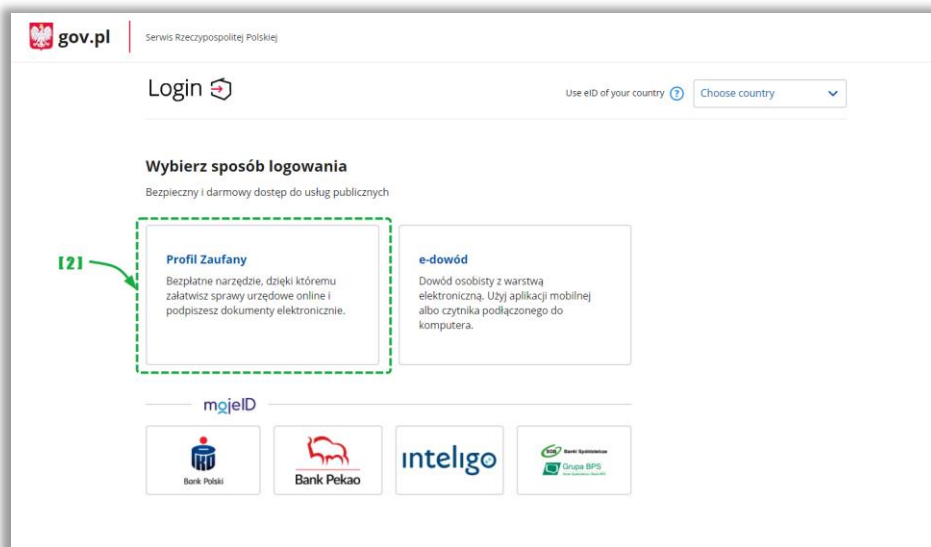 gov.pl
Serwis Rzeczypospolitej Polskiej
Login
Use eID of your country ?
Choose country
Wybierz sposób logowania
Bezpieczny i darmowy dostęp do usług publicznych
[2]
Profil Zaufany
Bezpłatne narzędzie, dzięki któremu
załatwisz sprawy urzędowe online i
podpiszesz dokumenty elektronicznie.
e-dowód
Dowód osobisty z warstwą
elektroniczną. Użyj aplikacji mobilnej
albo czytnika podłączonego do
komputera.
mojeID
PKO
Bank Polski
Bank Pekao
inteligo
SGB Banki Spółdzielcze
Grupa BPS